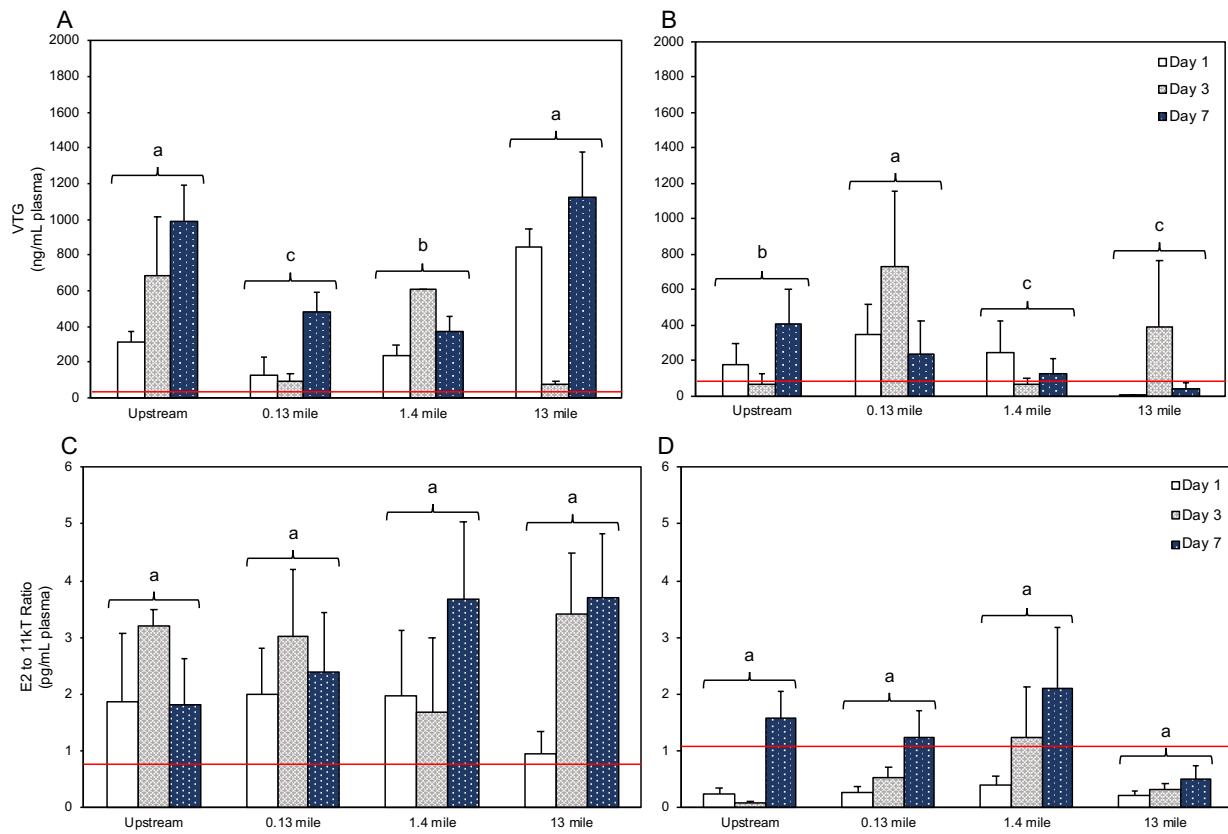 A
VTG
(ng/mL plasma)
2000
1800
1600
1400
1200
1000
800
600
400
200
0
a
c
b
a
Upstream
0.13 mile
1.4 mile
13 mile
B
2000
1800
1600
1400
1200
1000
800
600
400
200
0
Day 1
Day 3
Day 7
b
a
c
c
Upstream
0.13 mile
1.4 mile
13 mile
C
E2 to 11kT Ratio
(pg/mL plasma)
6
5
4
3
2
1
0
a
a
a
a
Upstream
0.13 mile
1.4 mile
13 mile
D
6
5
4
3
2
1
0
Day 1
Day 3
Day 7
a
a
a
a
Upstream
0.13 mile
1.4 mile
13 mile